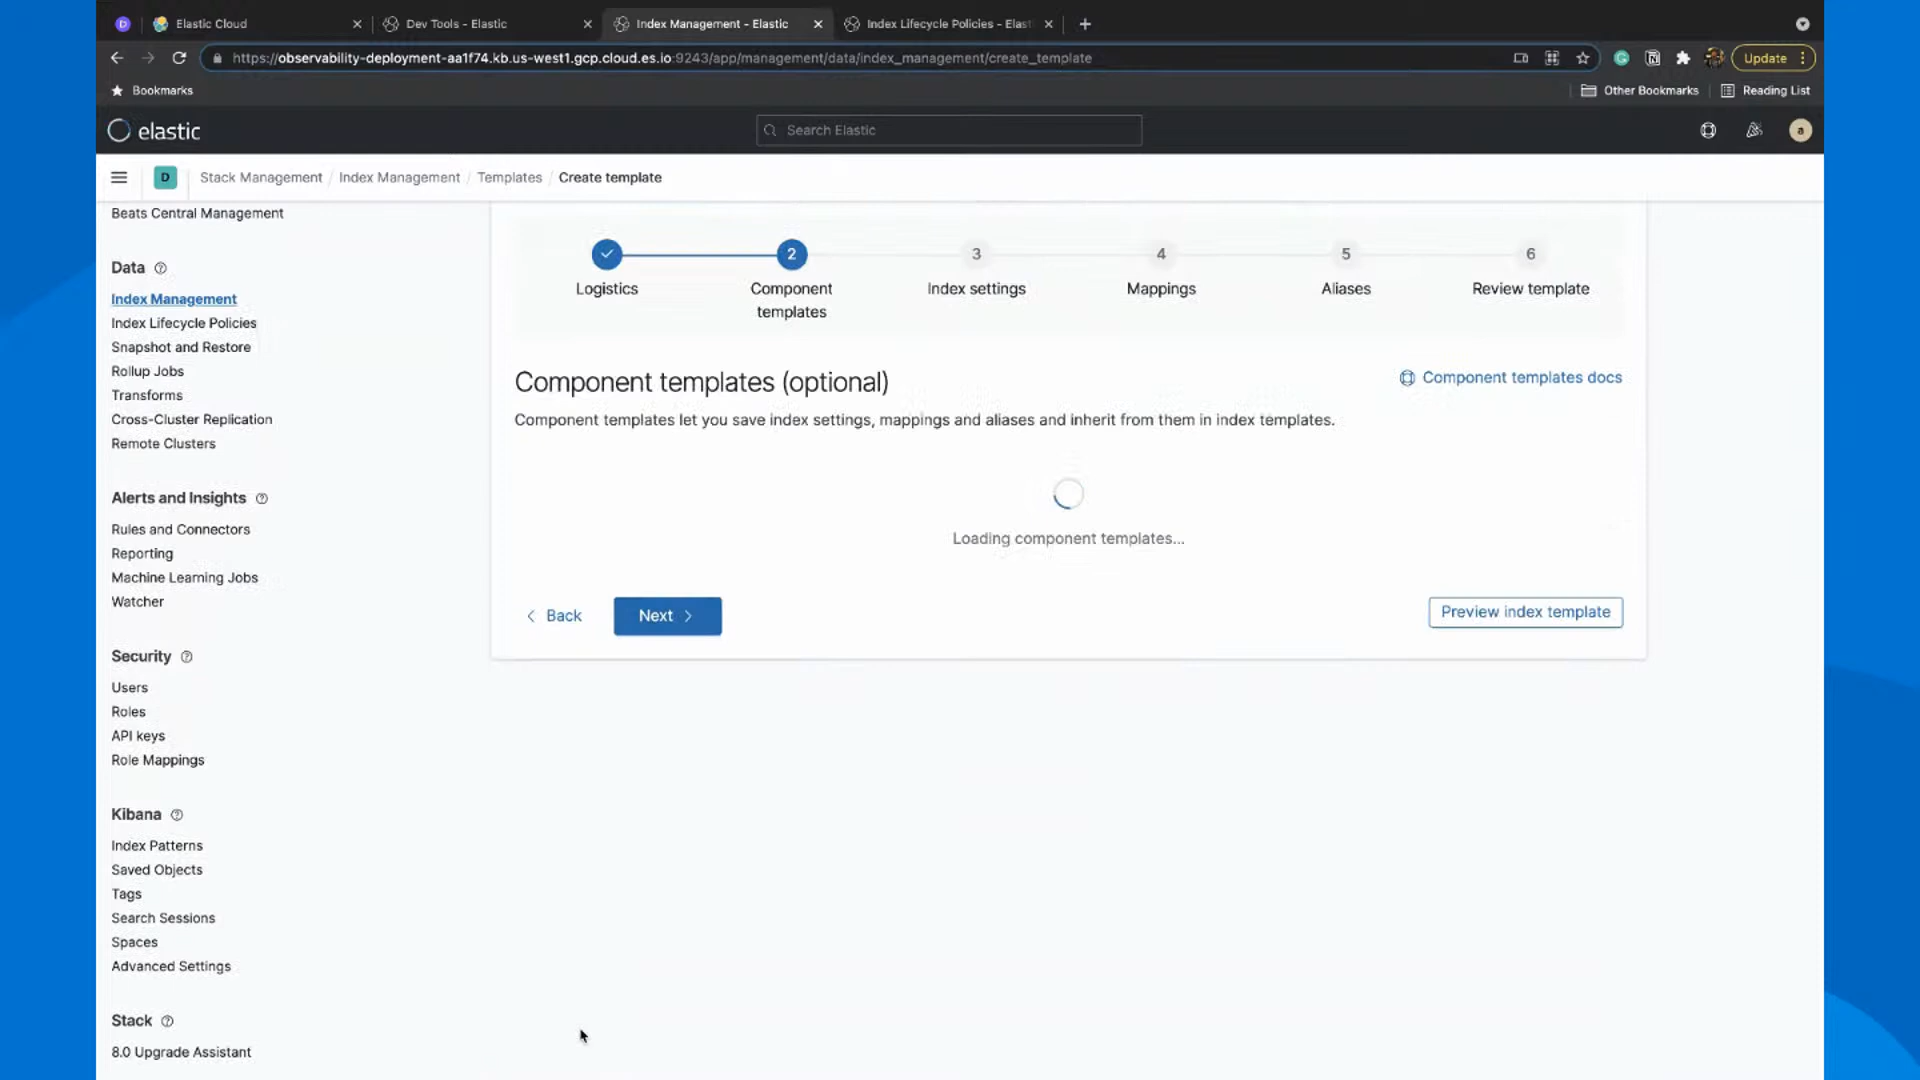 D
Elastic Cloud
Dev Tools - Elastic
Index Management - Elastic
Index Lifecycle Policies - Elast
https://observability-deployment-aa1f74.kb.us-west1.gcp.cloud.es.io:9243/app/management/data/index_management/create_template
Update
Bookmarks
Other Bookmarks
Reading List
elastic
Search Elastic
a
D
Stack Management / Index Management / Templates / Create template
Beats Central Management
Data
Index Management
Index Lifecycle Policies
Snapshot and Restore
Rollup Jobs
Transforms
Cross-Cluster Replication
Remote Clusters
Alerts and Insights
Rules and Connectors
Reporting
Machine Learning Jobs
Watcher
Security
Users
Roles
API keys
Role Mappings
Kibana
Index Patterns
Saved Objects
Tags
Search Sessions
Spaces
Advanced Settings
Stack
8.0 Upgrade Assistant
2
3
4
5
6
Logistics
Component
templates
Index settings
Mappings
Aliases
Review template
Component templates (optional)
Component templates docs
Component templates let you save index settings, mappings and aliases and inherit from them in index templates.
Loading component templates...
Back
Next
Preview index template